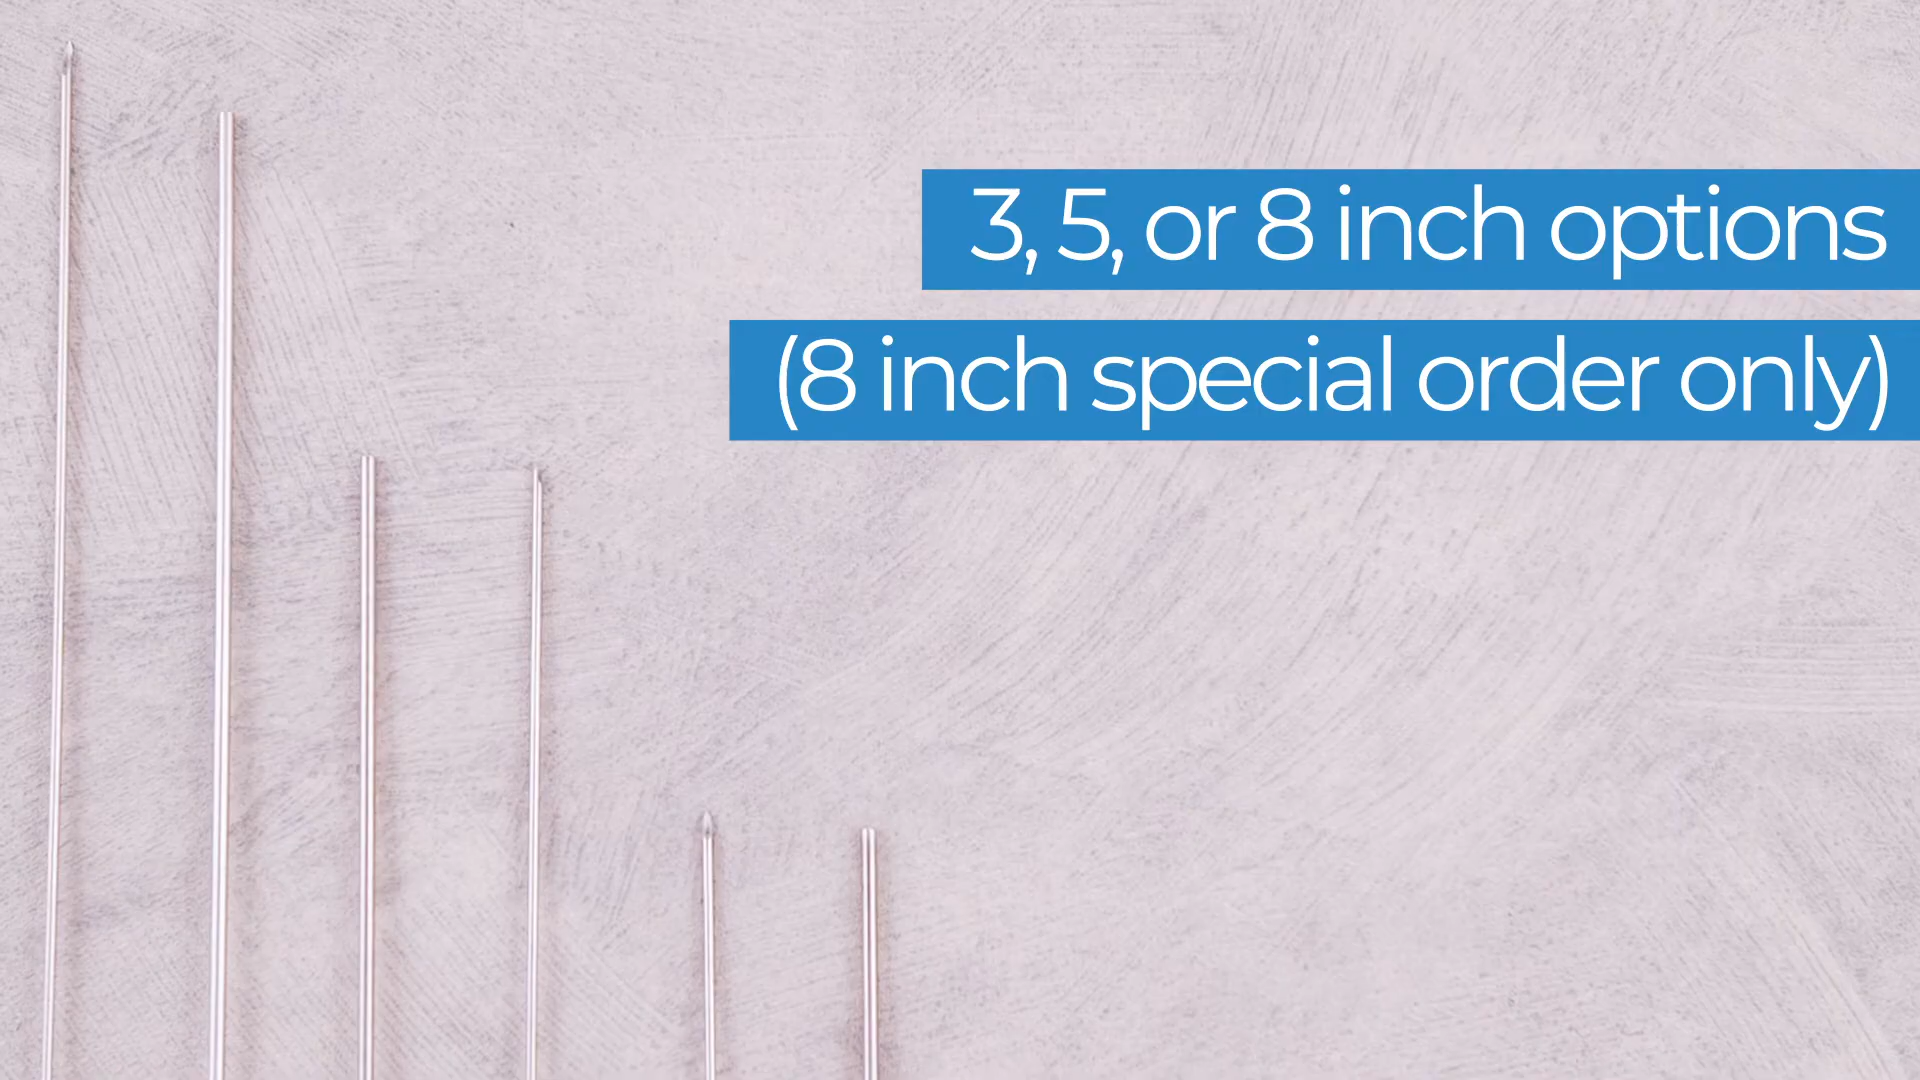 3, 5, or 8 inch options
(8 inch special order only)